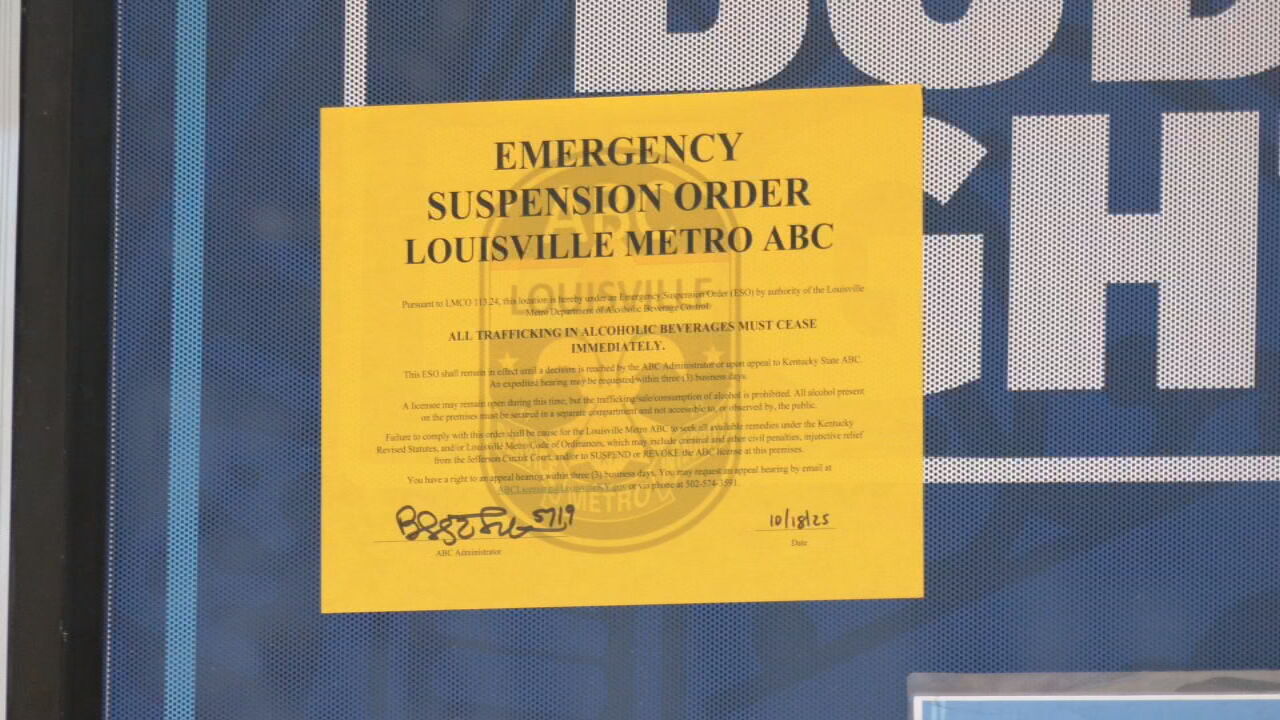 EMERGENCY
SUSPENSION ORDER
LOUISVILLE METRO ABC
Pursuant to LMCO 113.24, this location is hereby under an Emergency Suspension Order (ESO) by authority of the Louisville
Metro Department of Alcoholic Beverage Control.
ALL TRAFFICKING IN ALCOHOLIC BEVERAGES MUST CEASE
IMMEDIATELY.
This ESO shall remain in effect until a decision is reached by the ABC Administrator or upon appeal to Kentucky State ABC.
An expedited hearing may be requested within three (3) business days.
A licensee may remain open during this time, but the trafficking/sale/consumption of alcohol is prohibited. All alcohol present
on the premises must be secured in a separate compartment and not accessible to, or observed by, the public.
Failure to comply with this order shall be cause for the Louisville Metro ABC to seek all available remedies under the Kentucky
Revised Statutes, and/or Louisville Metro Code of Ordinances, which may include criminal and other civil penalties, injunctive relief
from the Jefferson Circuit Court, and/or to SUSPEND or REVOKE the ABC license at this premises.
You have a right to an appeal hearing within three (3) business days. You may request an appeal hearing by email at
ABCLicensing@LouisvilleKY.gov or via phone at 502-574-3591.
5719
10/18/25
ABC Administrator
Date
ABC
LOUISVILLE
METRO
GH